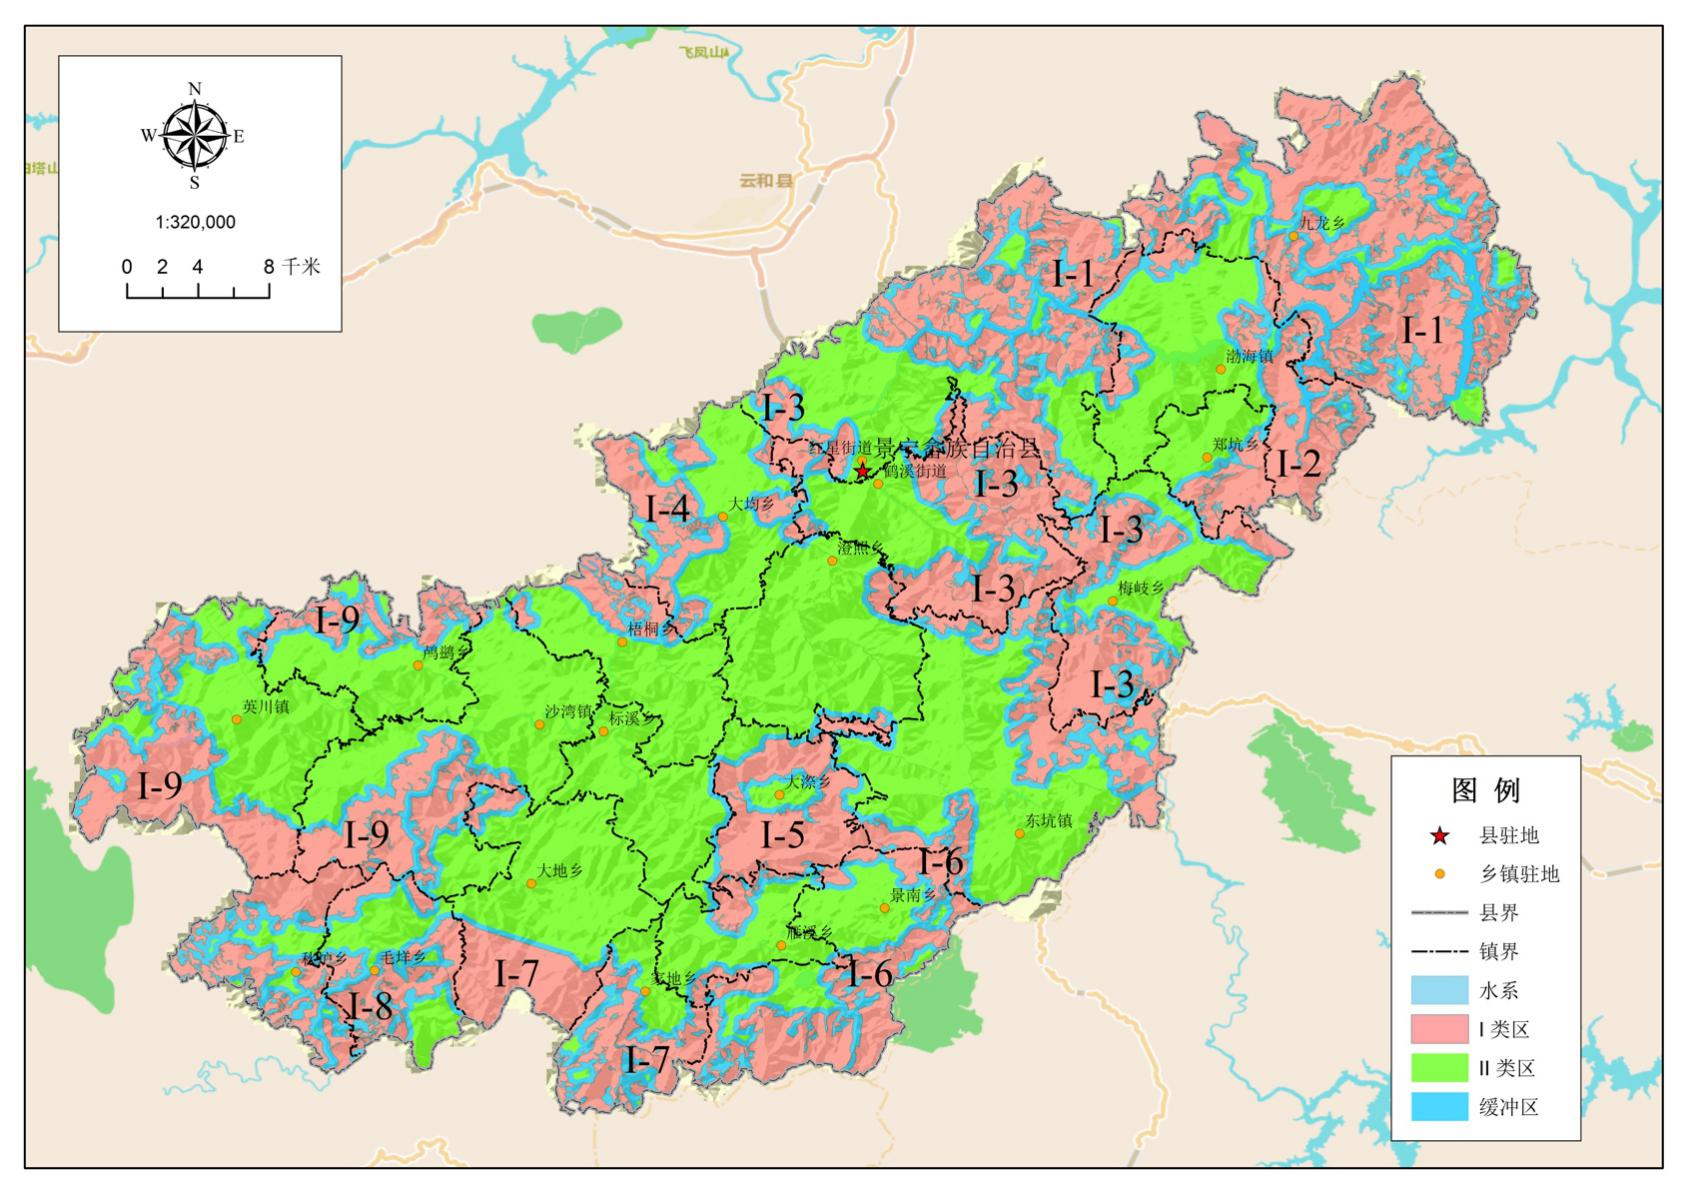 N
W
E
S
1:320,000
0 2 4 8 千米
飞凤山
白塔山
云和县
九龙乡
I-1
I-1
渤海镇
I-3
红星街道
景宁畲族自治县
鹤溪街道
郑坑乡
I-2
I-3
I-4
大均乡
I-3
澄照乡
I-3
梅岐乡
I-9
梧桐乡
鸬鹚乡
I-3
英川镇
沙湾镇
标溪乡
I-9
大漈乡
I-9
I-5
东坑镇
I-6
大地乡
景南乡
雁溪乡
秋炉乡
毛垟乡
I-7
家地乡
I-6
I-8
I-7
图 例
县驻地
乡镇驻地
县界
镇界
水系
I 类区
II 类区
缓冲区